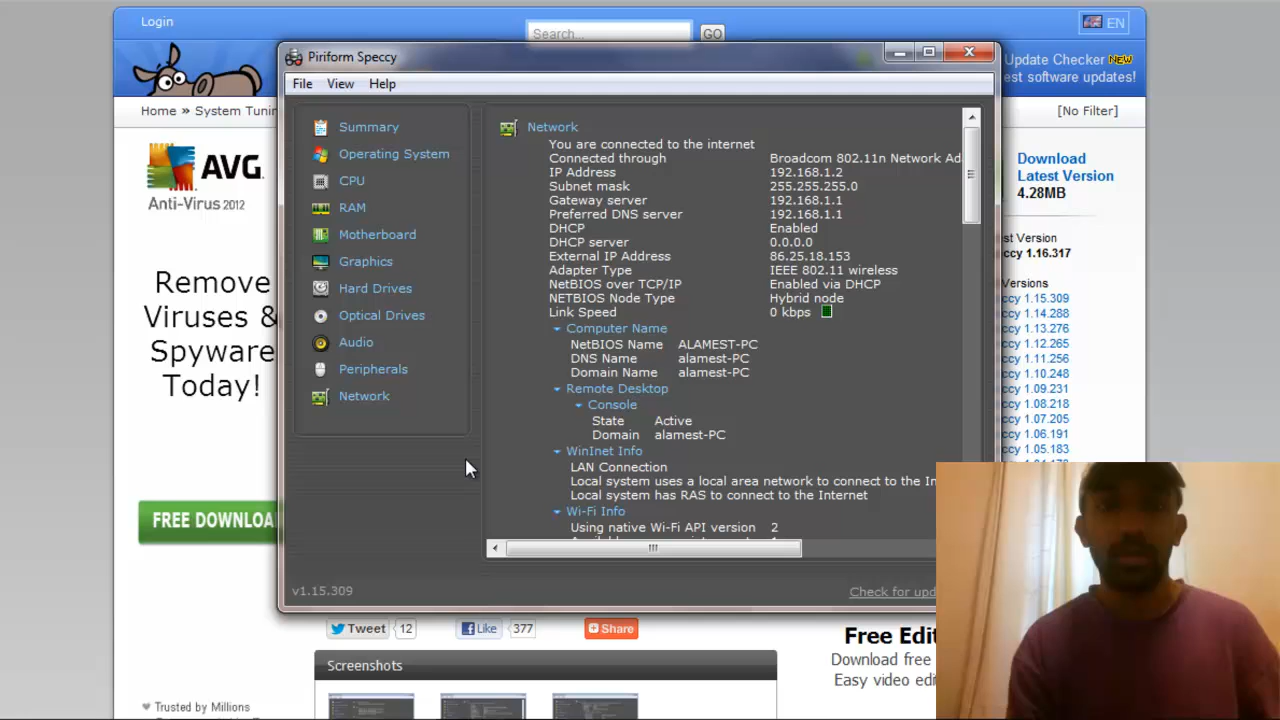 Login
Search...
GO
EN
Piriform Speccy
Update Checker NEW
est software updates!
File View Help
Home » System Tunin
[No Filter]
AVG
Anti-Virus 2012
Remove
Viruses &
Spyware
Today!
FREE DOWNLOA
Trusted by Millions
Summary
Operating System
CPU
RAM
Motherboard
Graphics
Hard Drives
Optical Drives
Audio
Peripherals
Network
Network
You are connected to the internet
Connected through Broadcom 802.11n Network Ad
IP Address 192.168.1.2
Subnet mask 255.255.255.0
Gateway server 192.168.1.1
Preferred DNS server 192.168.1.1
DHCP Enabled
DHCP server 0.0.0.0
External IP Address 86.25.18.153
Adapter Type IEEE 802.11 wireless
NetBIOS over TCP/IP Enabled via DHCP
NETBIOS Node Type Hybrid node
Link Speed 0 kbps
Computer Name
NetBIOS Name ALAMEST-PC
DNS Name alamest-PC
Domain Name alamest-PC
Remote Desktop
Console
State Active
Domain alamest-PC
WinInet Info
LAN Connection
Local system uses a local area network to connect to the In
Local system has RAS to connect to the Internet
Wi-Fi Info
Using native Wi-Fi API version 2
v1.15.309
Check for upd
Download
Latest Version
4.28MB
st Version
ccy 1.16.317
Versions
ccy 1.15.309
ccy 1.14.288
ccy 1.13.276
ccy 1.12.265
ccy 1.11.256
ccy 1.10.248
ccy 1.09.231
ccy 1.08.218
ccy 1.07.205
ccy 1.06.191
ccy 1.05.183
Tweet 12
Like 377
Share
Screenshots
Free Edi
Download free
Easy video edi